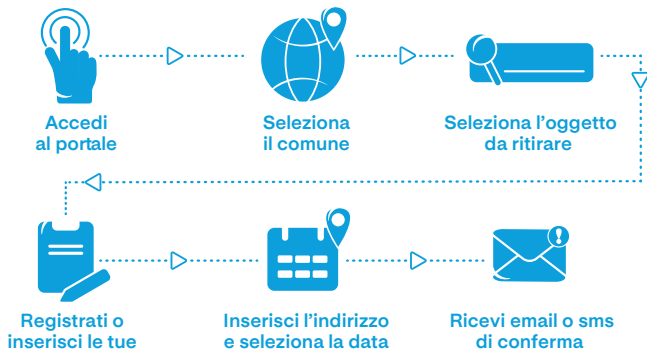 Accedi
al portale
Seleziona
il comune
Seleziona l'oggetto
da ritirare
Registrati o
inserisci le tue
Inserisci l'indirizzo
e seleziona la data
Ricevi email o sms
di conferma